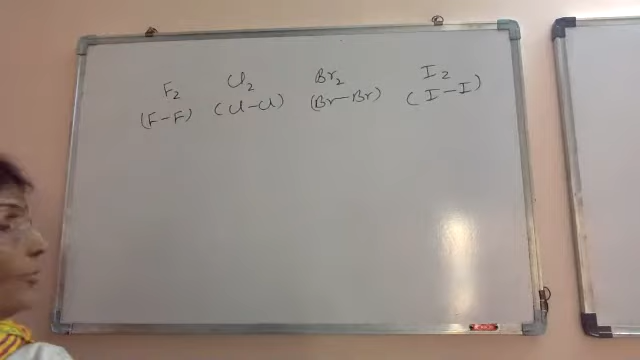 F₂ Cl₂ Br₂ I₂
(F-F) (Cl-Cl) (Br-Br) (I-I)